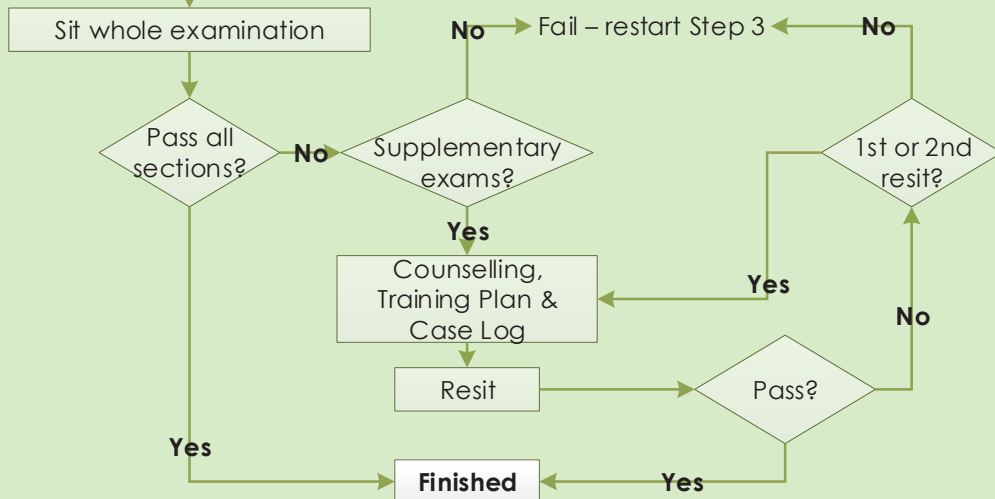 Sit whole examination
No
Fail – restart Step 3
No
Pass all
sections?
No
Supplementary
exams?
1st or 2nd
resit?
Yes
Counselling,
Training Plan &
Case Log
Yes
No
Resit
Pass?
Yes
Finished
Yes